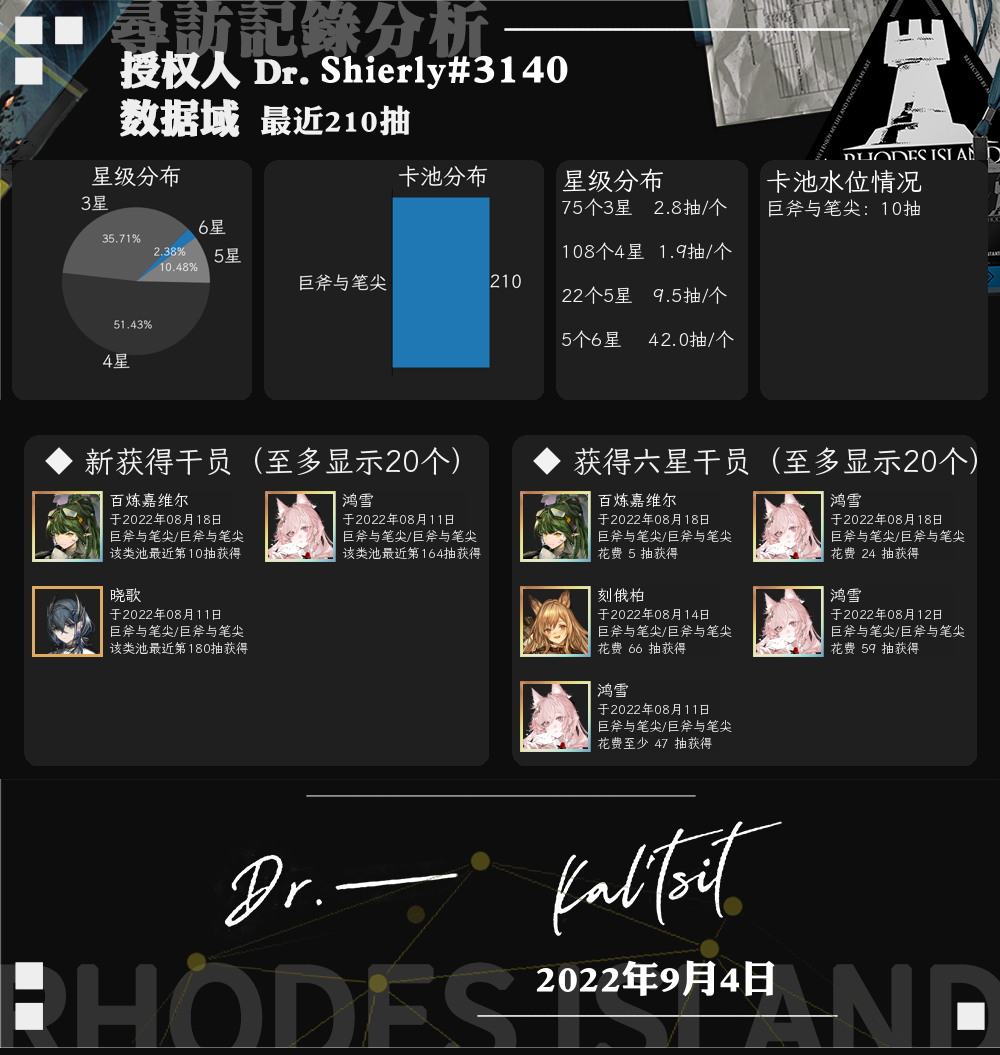 尋訪記錄分析
授权人 Dr. Shierly#3140
数据域 最近210抽
RHODES ISLAND
星级分布
3星
6星
35.71%
2.38%
5星
10.48%
51.43%
4星
卡池分布
巨斧与笔尖
210
星级分布
75个3星 2.8抽/个
108个4星 1.9抽/个
22个5星 9.5抽/个
5个6星 42.0抽/个
卡池水位情况
巨斧与笔尖: 10抽
◆ 新获得干员（至多显示20个）
百炼嘉维尔
于2022年08月18日
巨斧与笔尖/巨斧与笔尖
该类池最近第10抽获得
鸿雪
于2022年08月11日
巨斧与笔尖/巨斧与笔尖
该类池最近第164抽获得
晓歌
于2022年08月11日
巨斧与笔尖/巨斧与笔尖
该类池最近第180抽获得
◆ 获得六星干员（至多显示20个）
百炼嘉维尔
于2022年08月18日
巨斧与笔尖/巨斧与笔尖
花费 5 抽获得
鸿雪
于2022年08月18日
巨斧与笔尖/巨斧与笔尖
花费 24 抽获得
刻俄柏
于2022年08月14日
巨斧与笔尖/巨斧与笔尖
花费 66 抽获得
鸿雪
于2022年08月12日
巨斧与笔尖/巨斧与笔尖
花费 59 抽获得
鸿雪
于2022年08月11日
巨斧与笔尖/巨斧与笔尖
花费至少 47 抽获得
Dr. — Kal'tsit
2022年9月4日
RHODES ISLAND